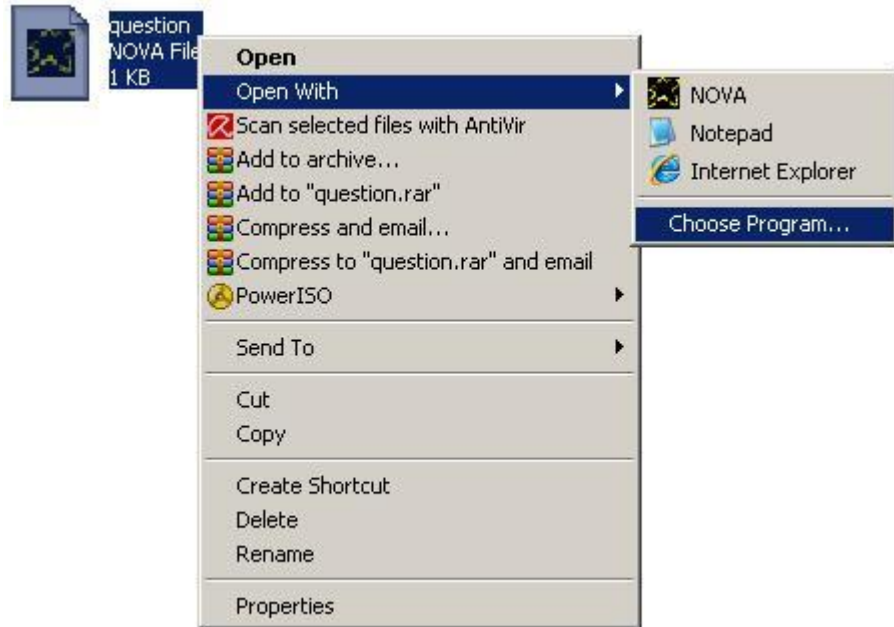 question
NOVA File
1 KB
Open
Open With
Scan selected files with AntiVir
Add to archive...
Add to "question.rar"
Compress and email...
Compress to "question.rar" and email
PowerISO
Send To
Cut
Copy
Create Shortcut
Delete
Rename
Properties
NOVA
Notepad
Internet Explorer
Choose Program...